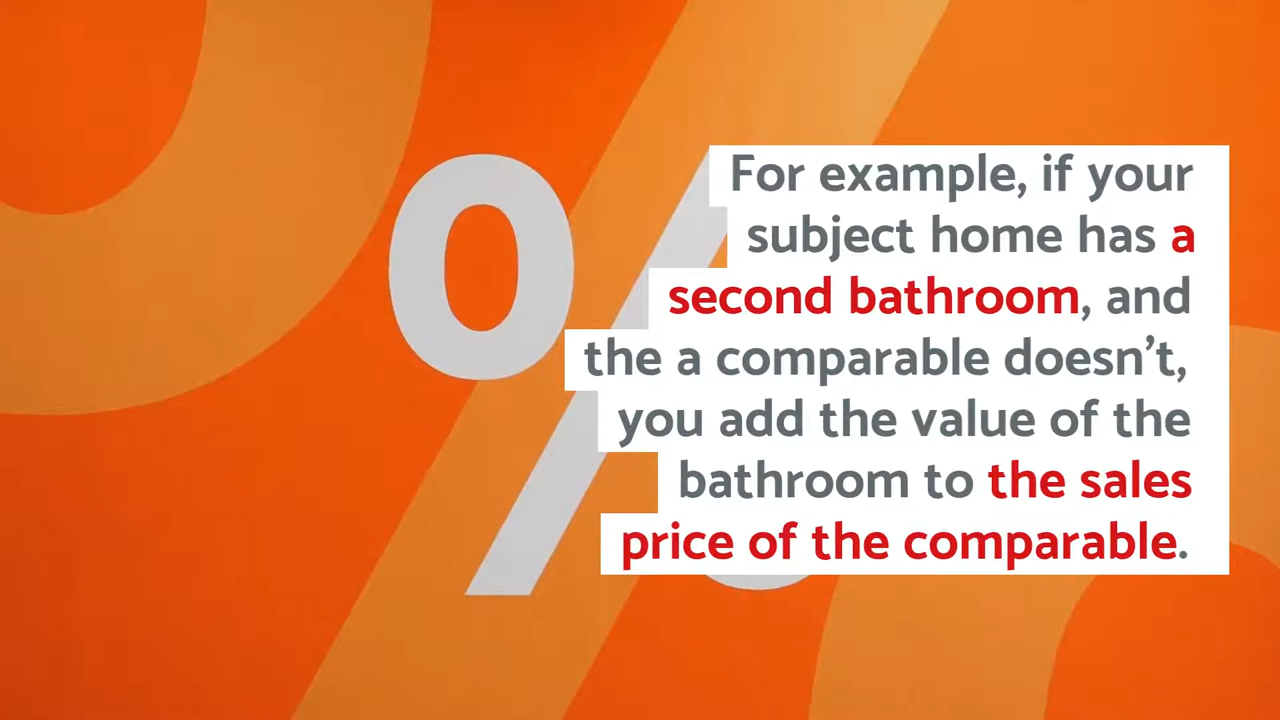 %
For example, if your
subject home has a
second bathroom, and
the a comparable doesn’t,
you add the value of the
bathroom to the sales
price of the comparable.